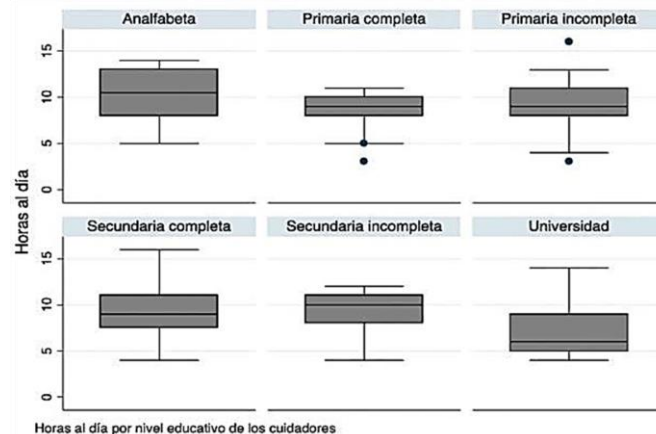 Analfabeta
Primaria completa
Primaria incompleta
15
10
5
0
Horas al día
Secundaria completa
Secundaria incompleta
Universidad
15
10
5
0
Horas al día por nivel educativo de los cuidadores